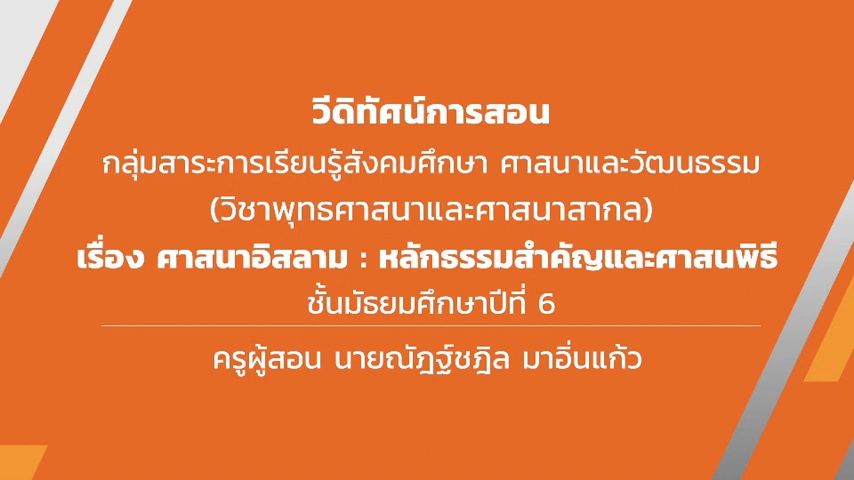 วีดิทัศน์การสอน
กลุ่มสาระการเรียนรู้สังคมศึกษา ศาสนาและวัฒนธรรม
(วิชาพุทธศาสนาและศาสนาสากล)
เรื่อง ศาสนาอิสลาม : หลักธรรมสำคัญและศาสนพิธี
ชั้นมัธยมศึกษาปีที่ 6
ครูผู้สอน นายณัฎฐ์ชฎิล มาอิ่นแก้ว